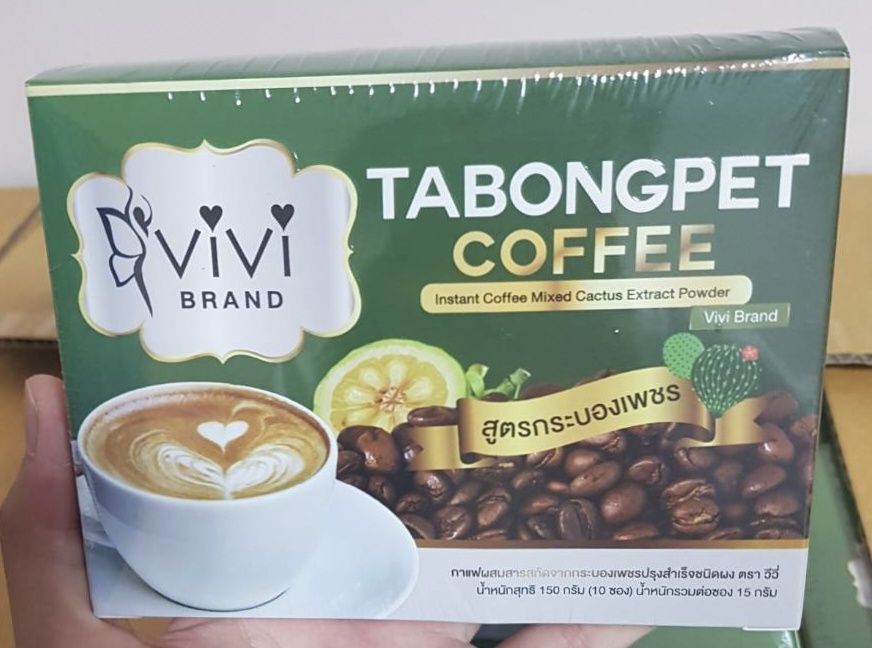 ViVi
BRAND
TABONGPET
COFFEE
Instant Coffee Mixed Cactus Extract Powder
Vivi Brand
สูตรกระบองเพชร
กาแฟผสมสารสกัดจากกระบองเพชรปรุงสำเร็จชนิดผง ตรา วีวี่
น้ำหนักสุทธิ 150 กรัม (10 ซอง) น้ำหนักรวมต่อซอง 15 กรัม